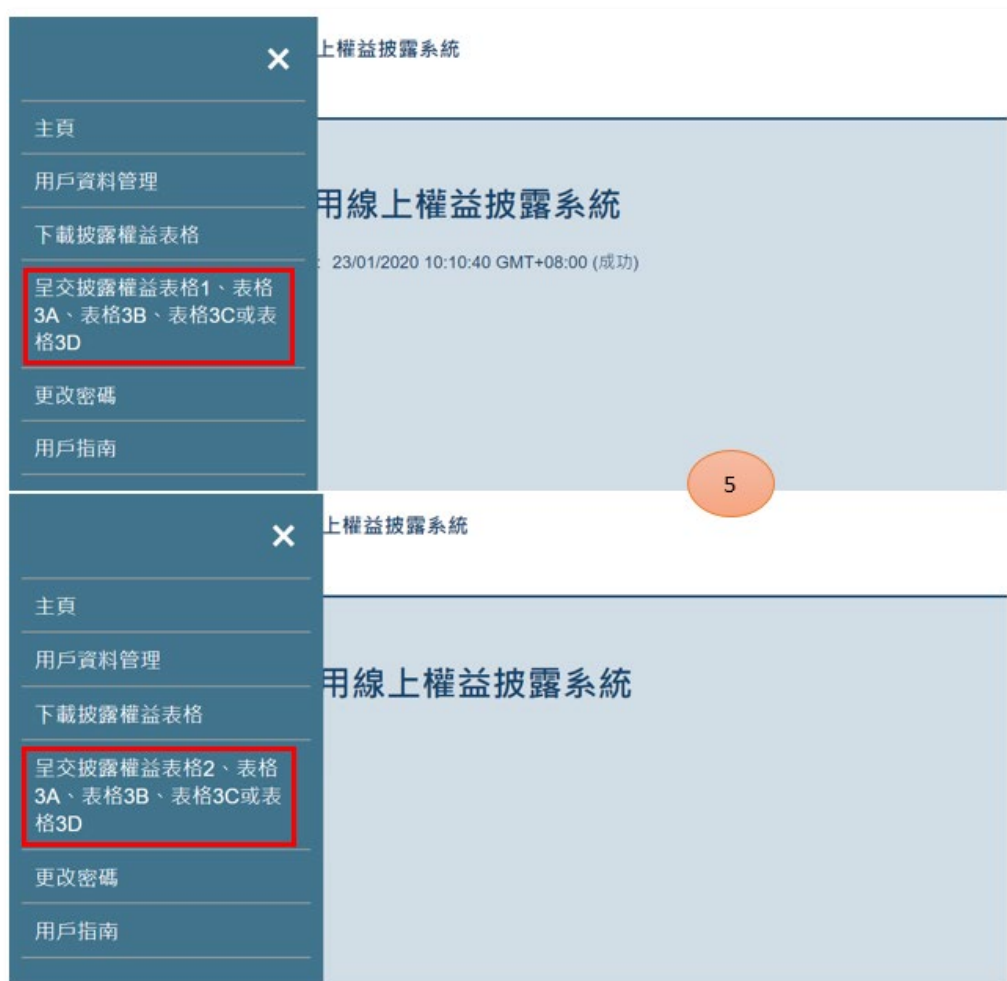 ×
上權益披露系統
主頁
用戶資料管理
下載披露權益表格
呈交披露權益表格1、表格
3A、表格3B、表格3C或表
格3D
更改密碼
用戶指南
用線上權益披露系統
: 23/01/2020 10:10:40 GMT+08:00 (成功)
5
×
上權益披露系統
主頁
用戶資料管理
下載披露權益表格
呈交披露權益表格2、表格
3A、表格3B、表格3C或表
格3D
更改密碼
用戶指南
用線上權益披露系統